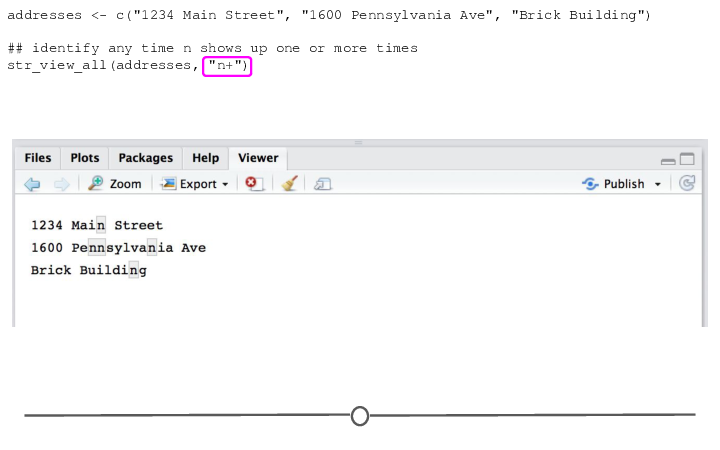 addresses <- c("1234 Main Street", "1600 Pennsylvania Ave", "Brick Building")
## identify any time n shows up one or more times
str_view_all(addresses, "n+")
Files Plots Packages Help Viewer
Zoom Export Publish
1234 Main Street
1600 Pennsylvania Ave
Brick Building